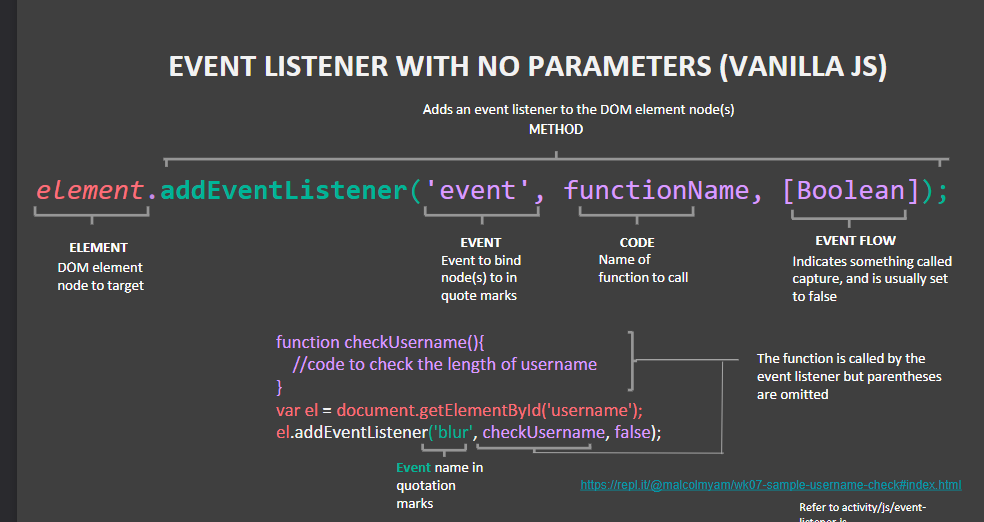 EVENT LISTENER WITH NO PARAMETERS (VANILLA JS)
Adds an event listener to the DOM element node(s)
METHOD
element.addEventListener('event', functionName, [Boolean]);
ELEMENT
DOM element
node to target
EVENT
Event to bind
node(s) to in
quote marks
CODE
Name of
function to call
EVENT FLOW
Indicates something called
capture, and is usually set
to false
function checkUsername(){
//code to check the length of username
}
var el = document.getElementById('username');
el.addEventListener('blur', checkUsername, false);
The function is called by the
event listener but parentheses
are omitted
Event name in
quotation
marks
https://repl.it/@malcolmyam/wk07-sample-username-check#index.html
Refer to activity/js/event-
listener.js